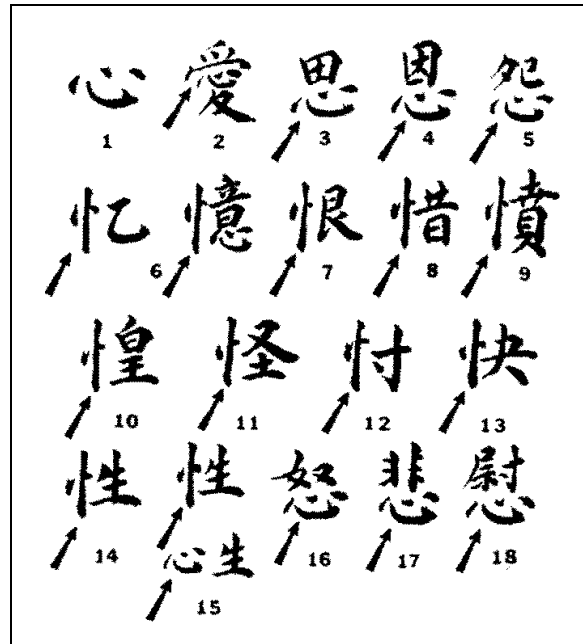 心 愛 思 恩 怨
1 2 3 4 5
忆 憶 恨 惜 憤
6 7 8 9
惶 怪 忖 快
10 11 12 13
性 性 怒 悲 慰
心生
14 15 16 17 18